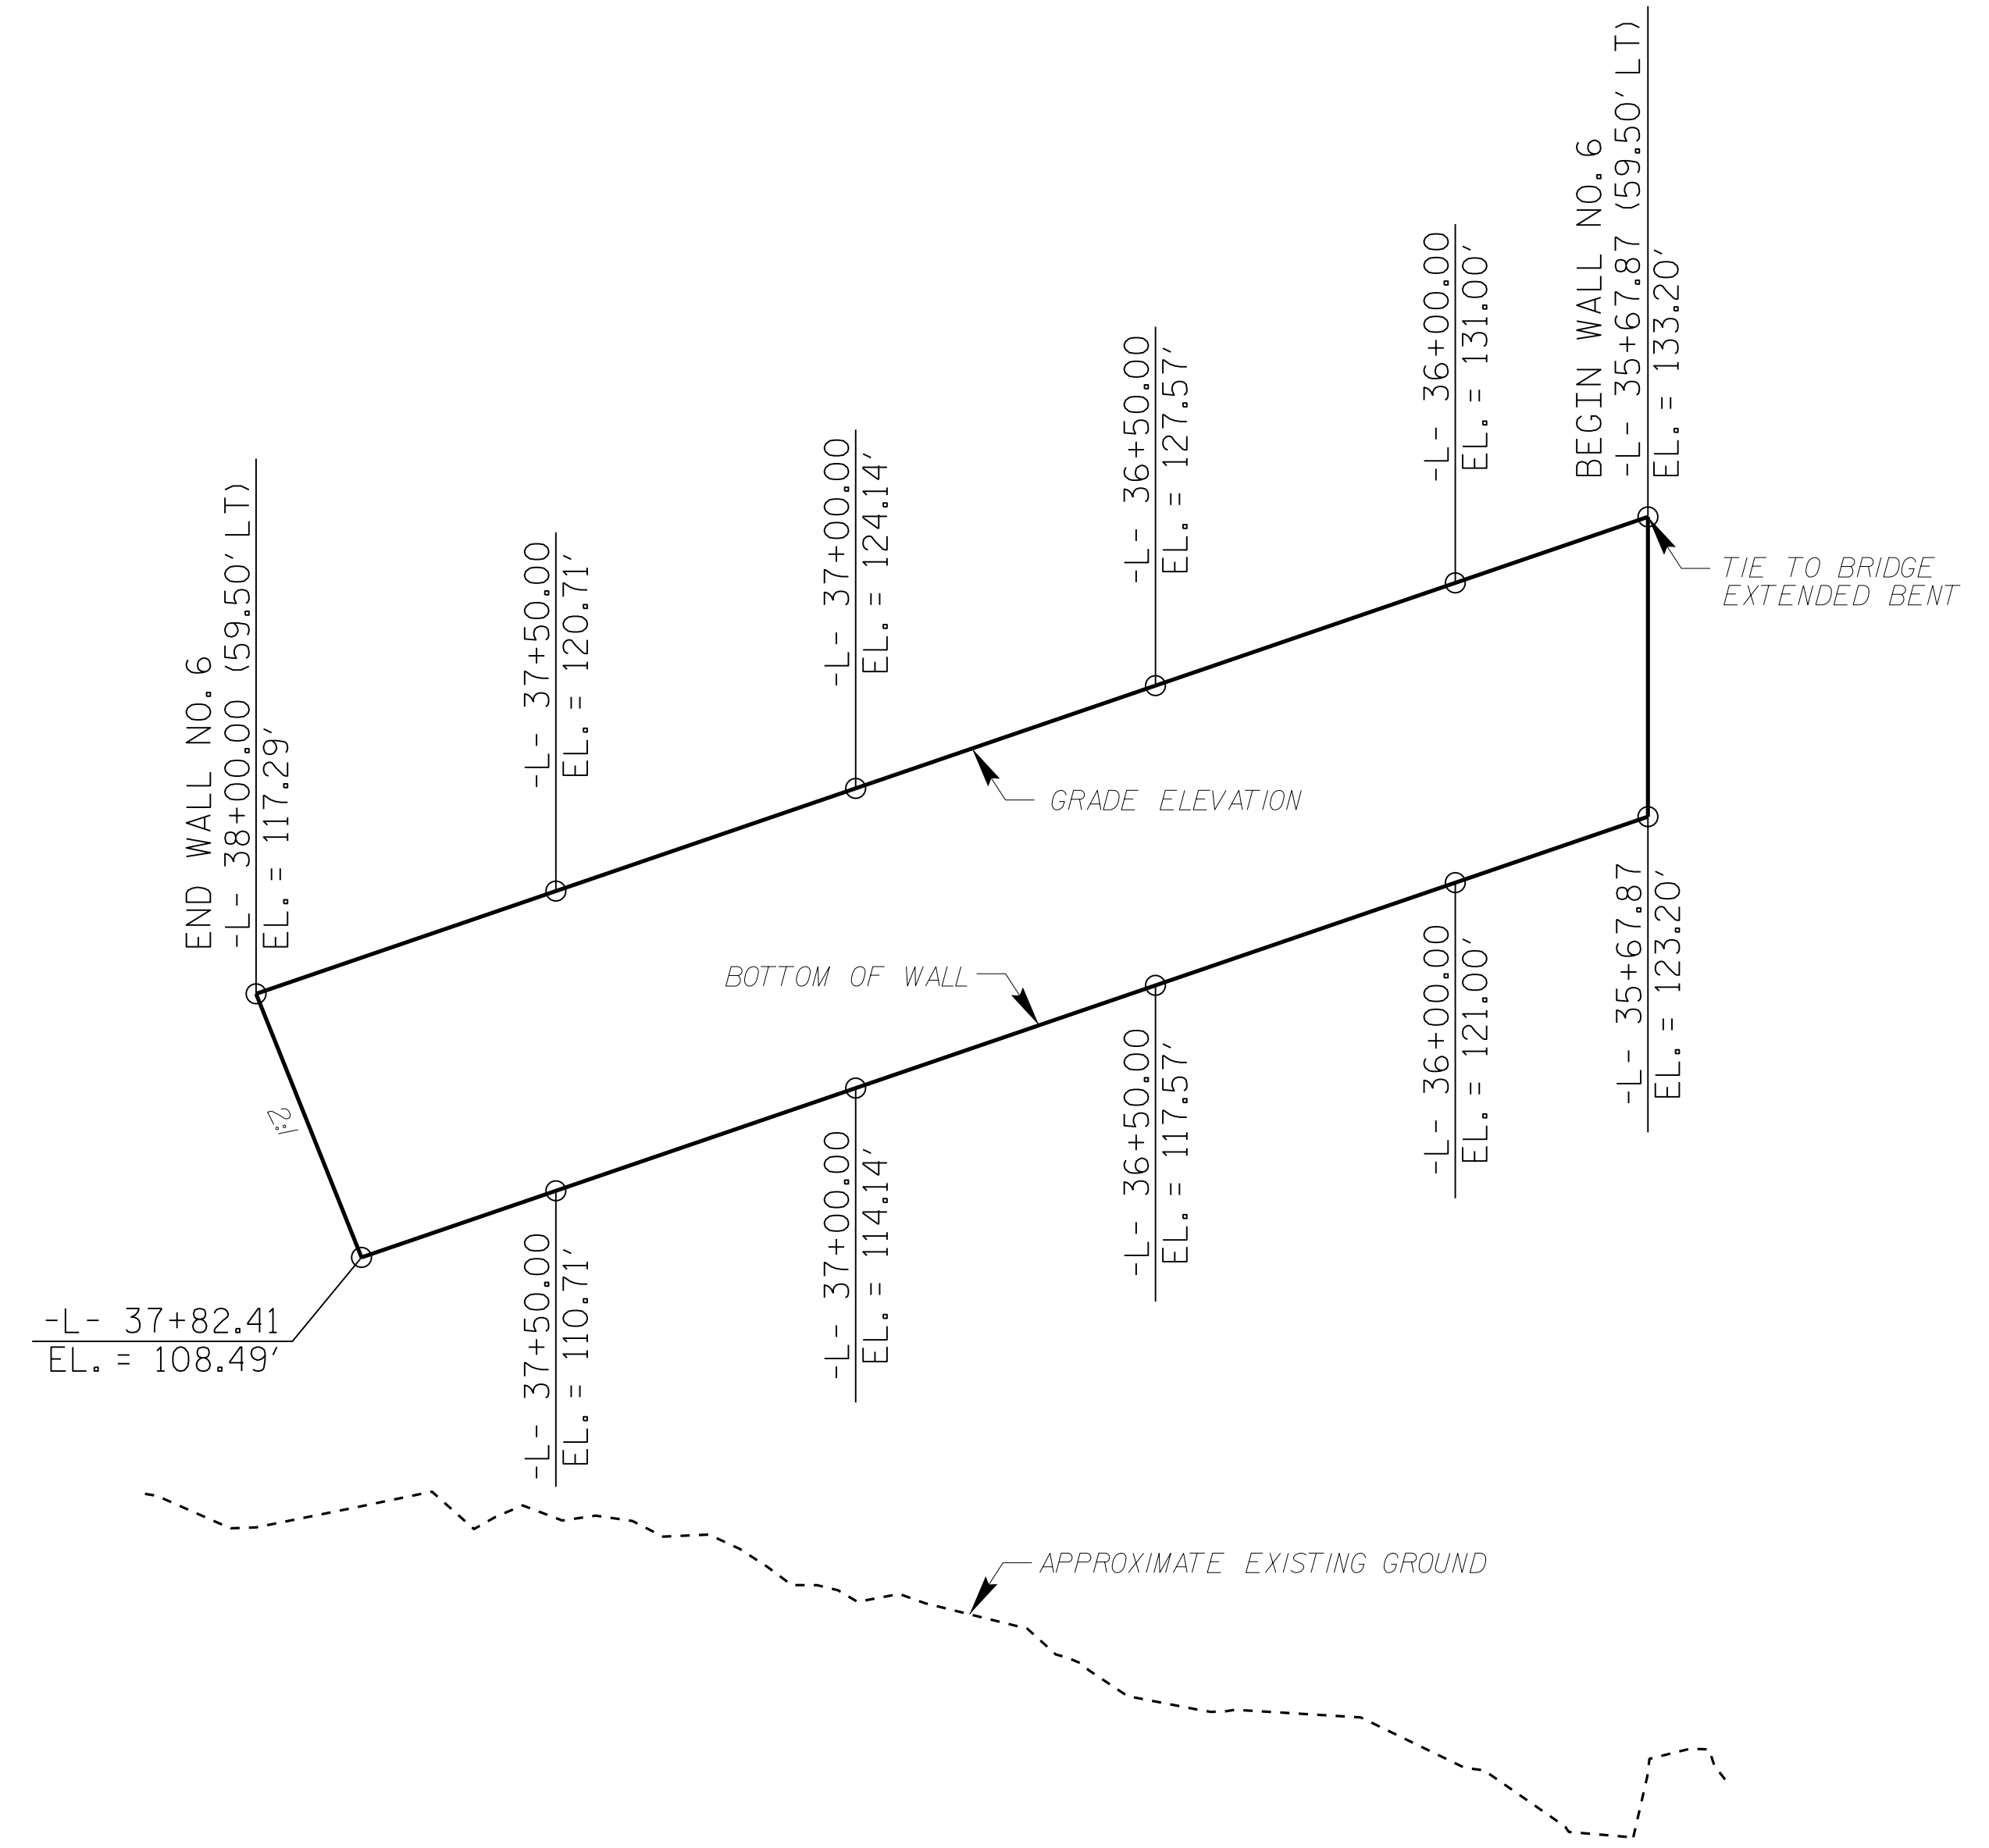 END WALL NO. 6
-L- 38+00.00 (59.50' LT)
EL. = 117.29'
-L- 37+50.00
EL. = 120.71'
-L- 37+00.00
EL. = 124.14'
-L- 36+50.00
EL. = 127.57'
-L- 36+00.00
EL. = 131.00'
BEGIN WALL NO. 6
-L- 35+67.87 (59.50' LT)
EL. = 133.20'
TIE TO BRIDGE
EXTENDED BENT
GRADE ELEVATION
BOTTOM OF WALL
2:1
-L- 37+82.41
EL. = 108.49'
-L- 37+50.00
EL. = 110.71'
-L- 37+00.00
EL. = 114.14'
-L- 36+50.00
EL. = 117.57'
-L- 36+00.00
EL. = 121.00'
-L- 35+67.87
EL. = 123.20'
APPROXIMATE EXISTING GROUND